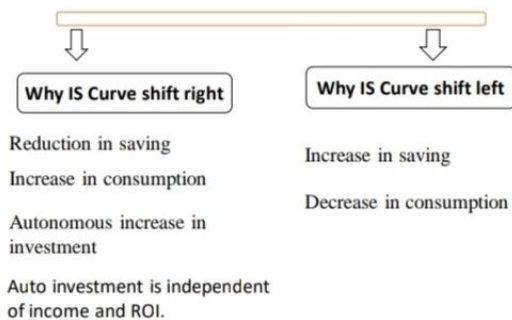 Why IS Curve shift right
Reduction in saving
Increase in consumption
Autonomous increase in
investment
Auto investment is independent
of income and ROI.
Why IS Curve shift left
Increase in saving
Decrease in consumption